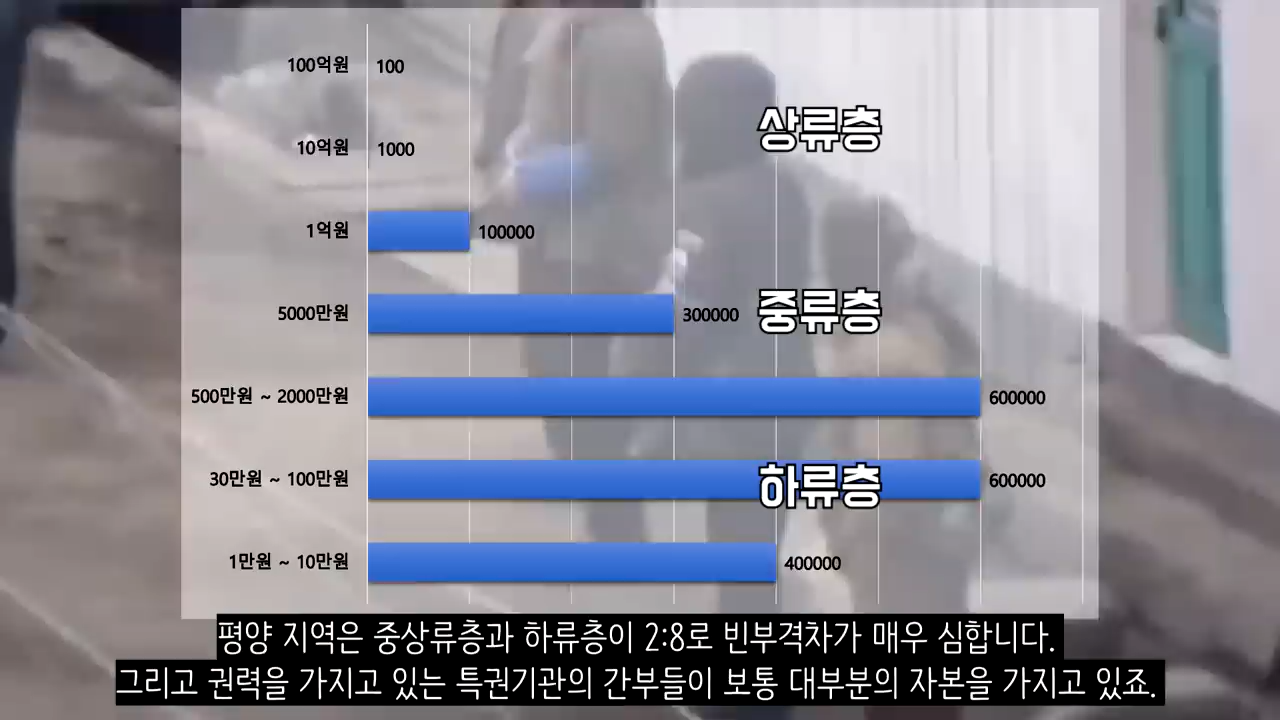 100억원 100
상류층
10억원 1000
1억원 100000
5000만원 300000 중류층
500만원 ~ 2000만원 600000
30만원 ~ 100만원 하류층 600000
1만원 ~ 10만원 400000
평양 지역은 중상류층과 하류층이 2:8로 빈부격차가 매우 심합니다.
그리고 권력을 가지고 있는 특권기관의 간부들이 보통 대부분의 자본을 가지고 있죠.